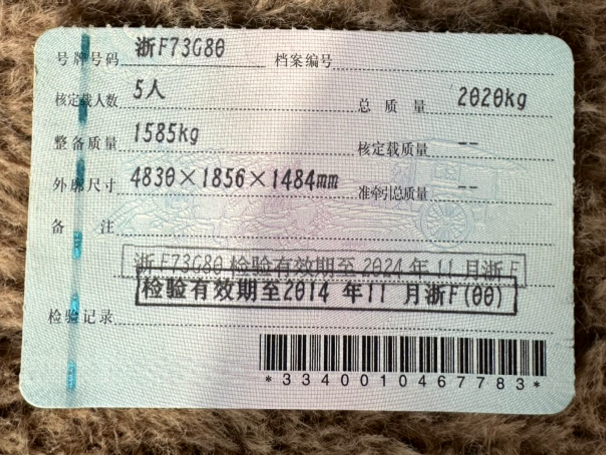 号牌号码 浙F73G80 档案编号
核定载人数 5人 总质量 2020kg
整备质量 1585kg 核定载质量 --
外廓尺寸 4830×1856×1484mm 准牵引总质量 --
备注
浙F73G80 检验有效期至 2024 年 11 月浙F
检验有效期至2014 年11 月浙F(00)
检验记录
*3340010467783*